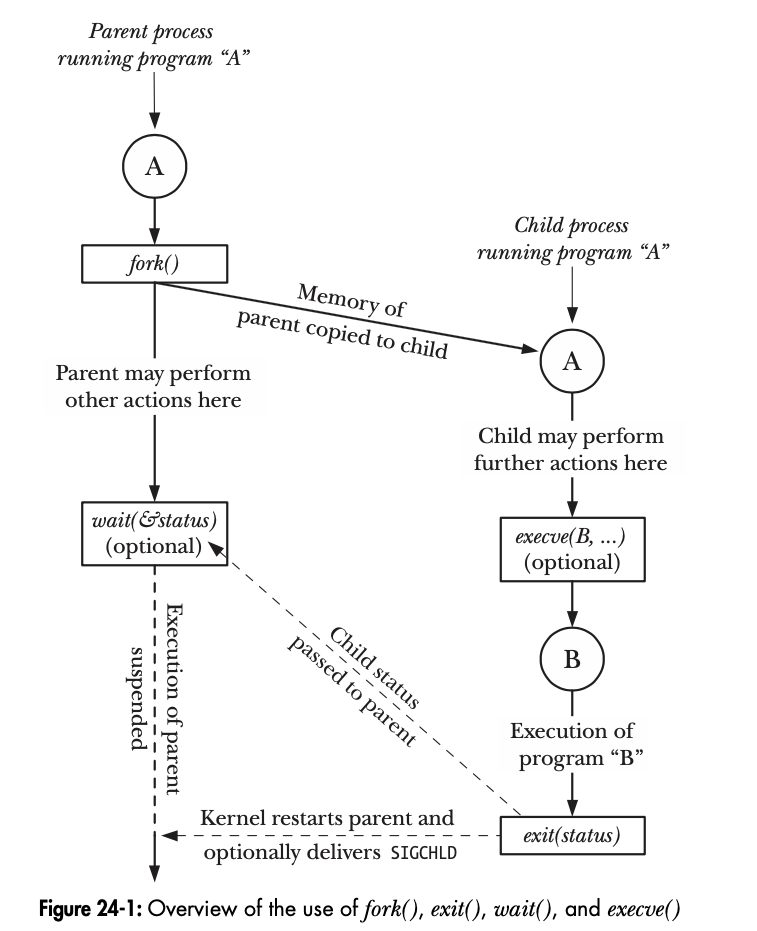 Parent process
running program “A”
A
fork()
Child process
running program “A”
Memory of
parent copied to child
A
Parent may perform
other actions here
Child may perform
further actions here
wait(&status)
(optional)
execve(B, ...)
(optional)
B
Execution of parent
suspended
Child status
passed to parent
Execution of
program “B”
Kernel restarts parent and
optionally delivers SIGCHLD
exit(status)
Figure 24-1: Overview of the use of fork(), exit(), wait(), and execve()